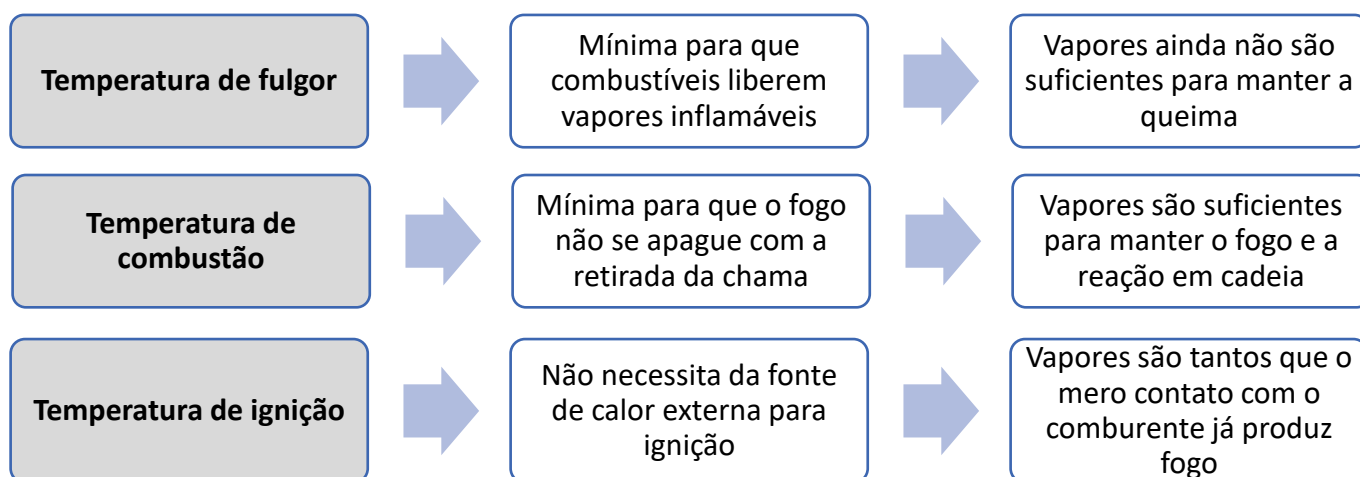 Temperatura de fulgor
Mínima para que
combustíveis liberem
vapores inflamáveis
Vapores ainda não são
suficientes para manter a
queima
Temperatura de
combustão
Mínima para que o fogo
não se apague com a
retirada da chama
Vapores são suficientes
para manter o fogo e a
reação em cadeia
Temperatura de ignição
Não necessita da fonte
de calor externa para
ignição
Vapores são tantos que o
mero contato com o
comburente já produz
fogo